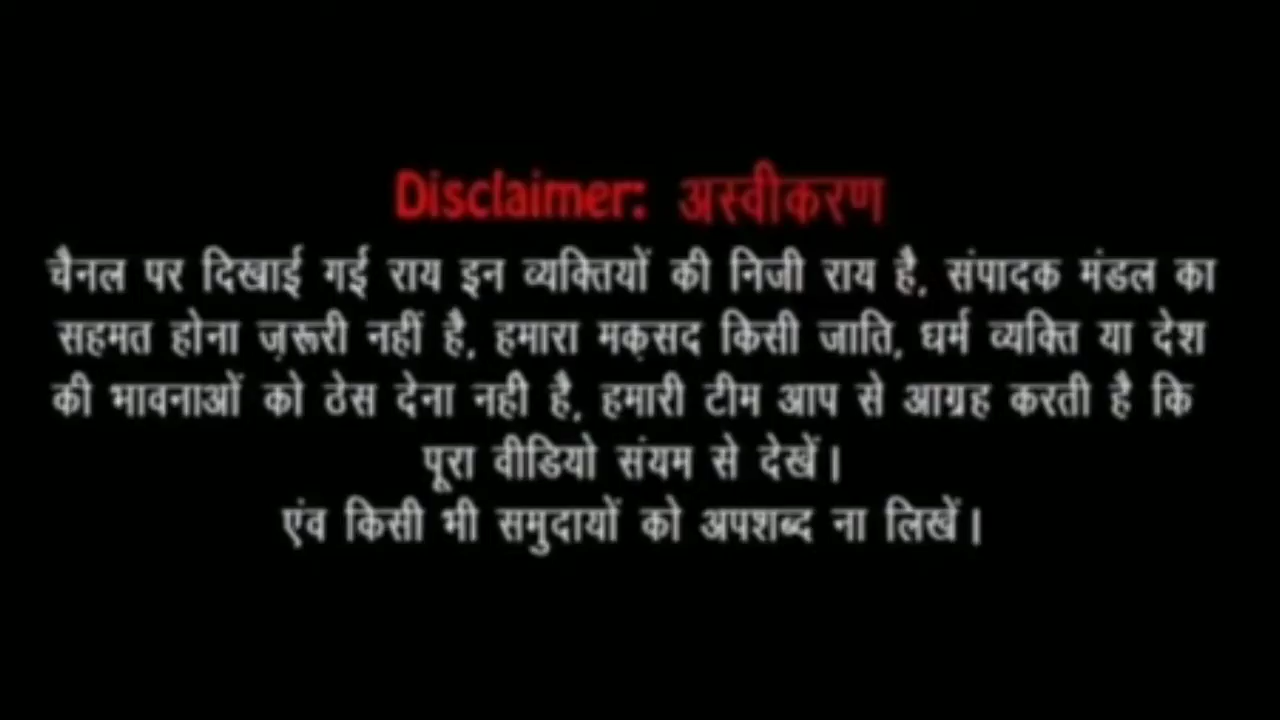 Disclaimer: अस्वीकरण
चैनल पर दिखाई गई राय इन व्यक्तियों की निजी राय है, संपादक मंडल का
सहमत होना ज़रूरी नहीं है, हमारा मक़सद किसी जाति, धर्म व्यक्ति या देश
की भावनाओं को ठेस देना नही है, हमारी टीम आप से आग्रह करती है कि
पूरा वीडियो संयम से देखें।
एंव किसी भी समुदायों को अपशब्द ना लिखें।